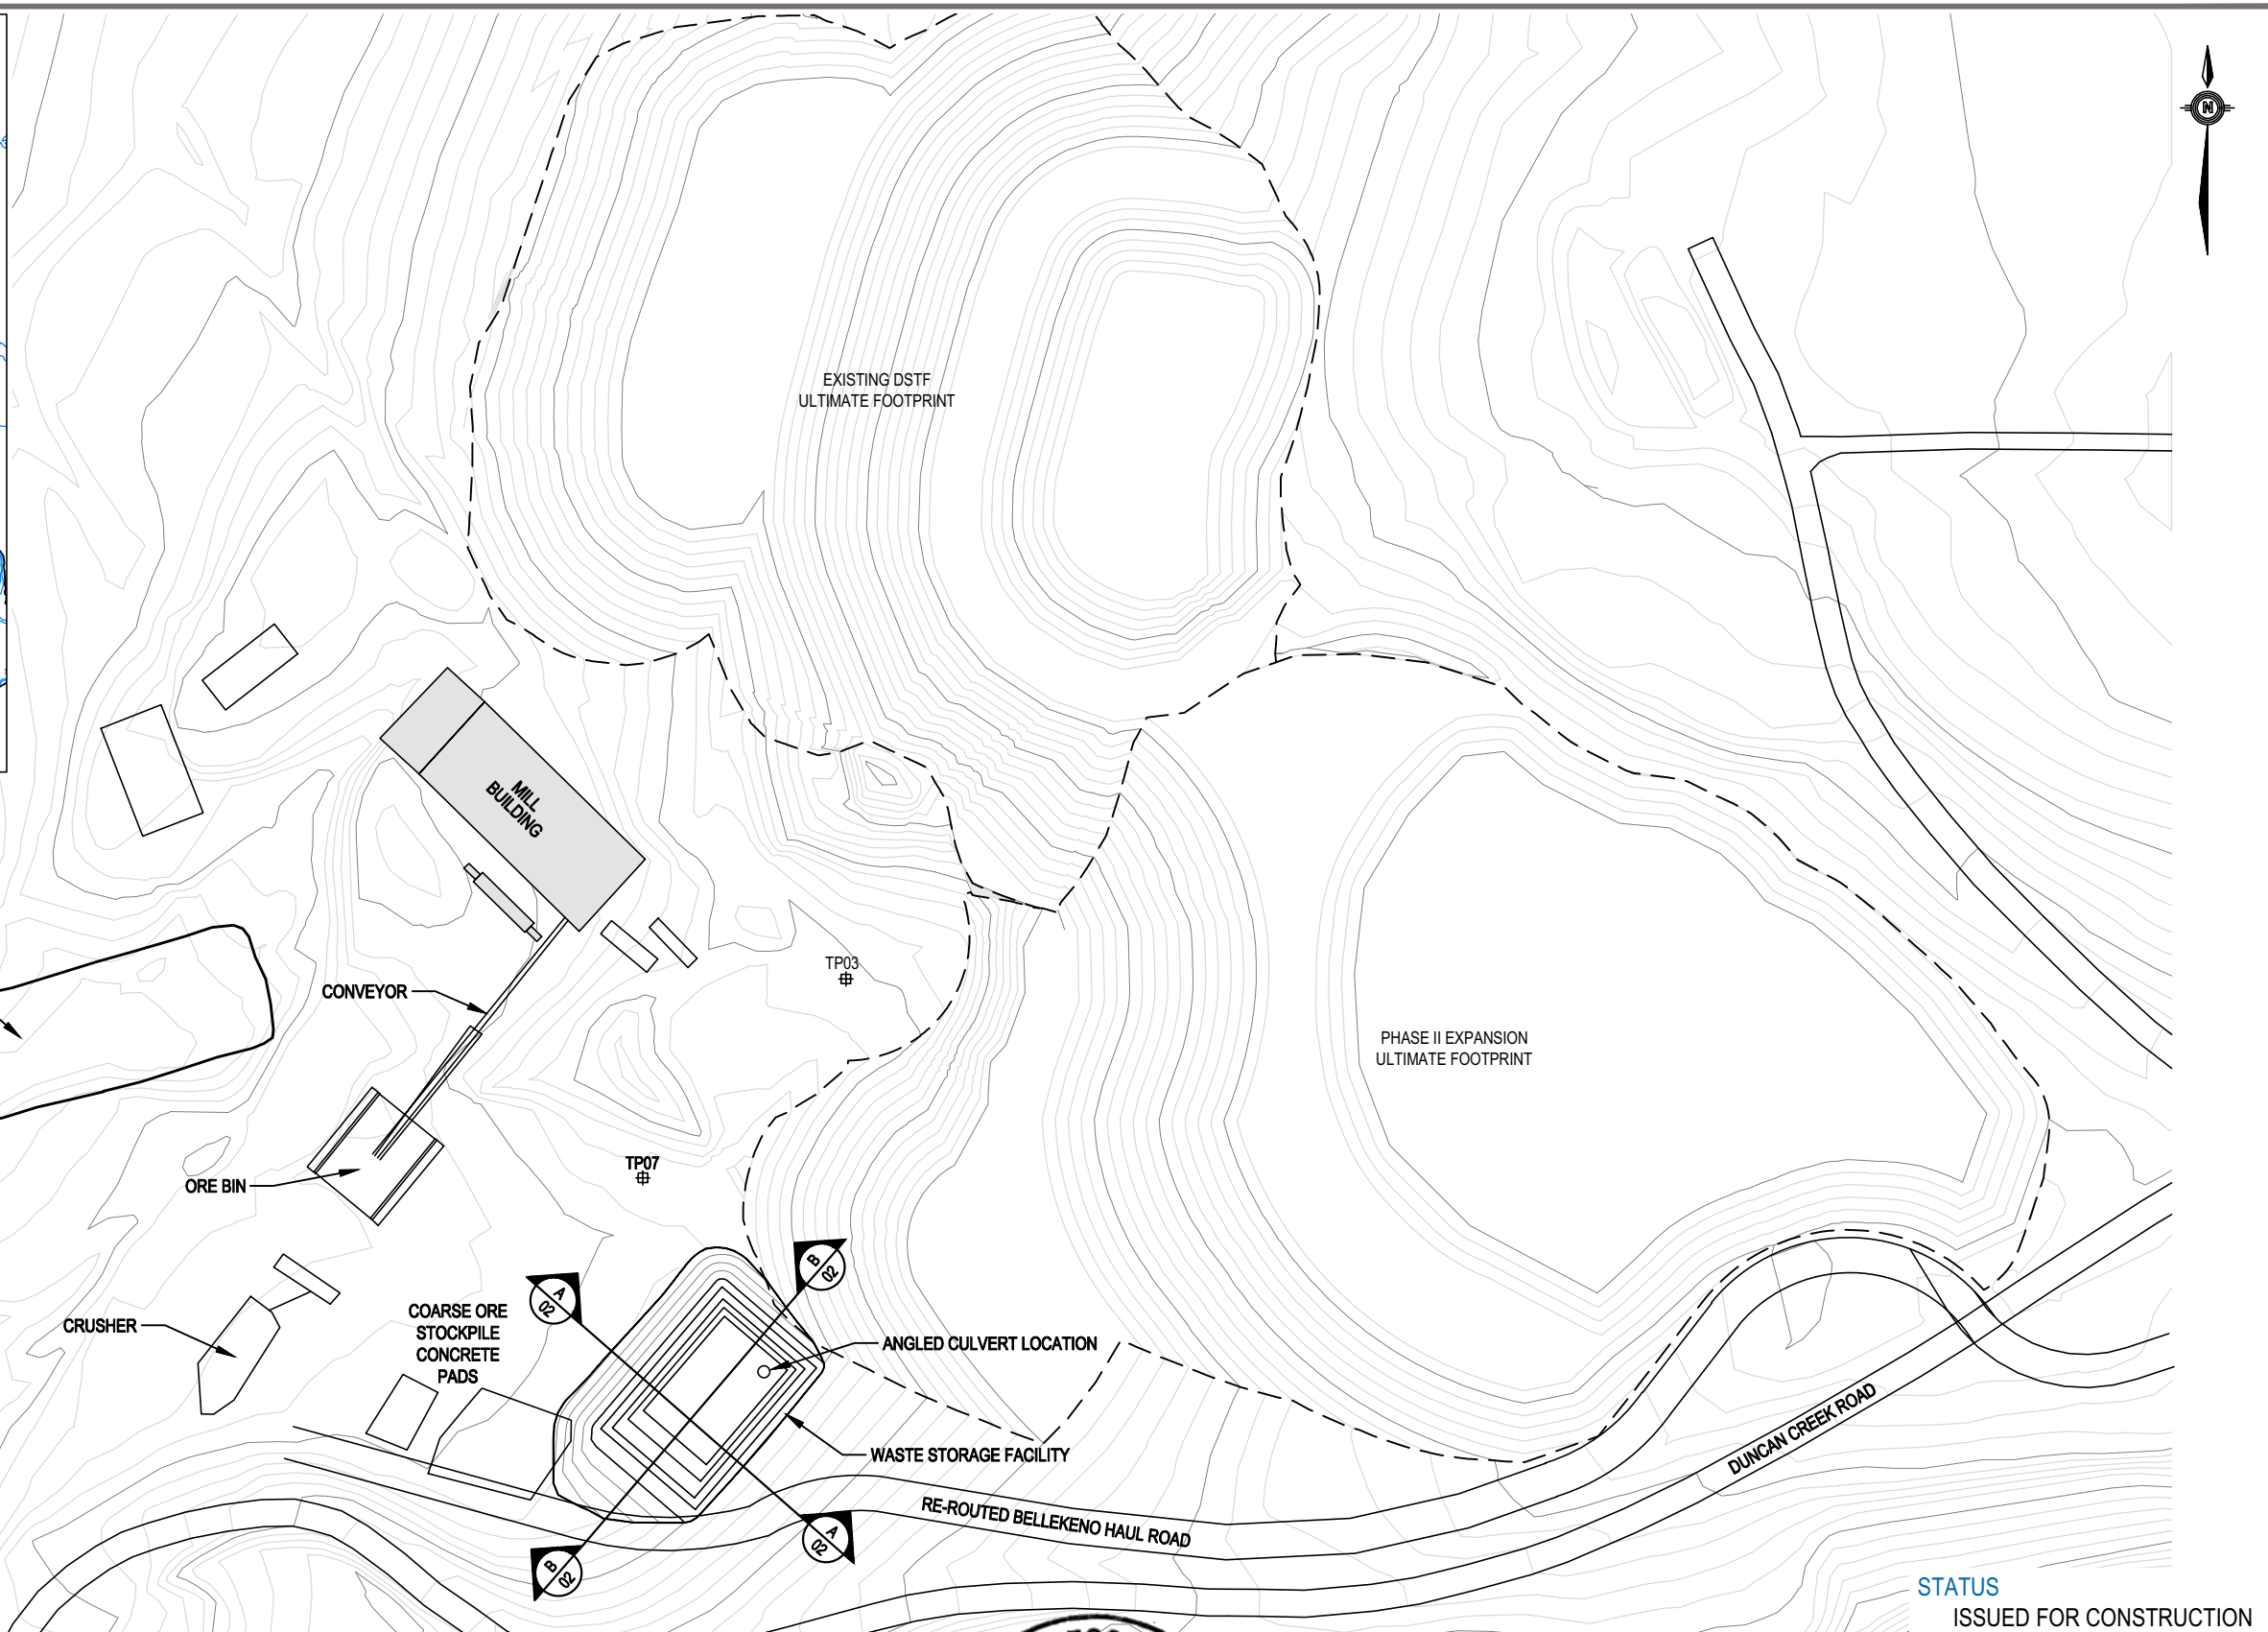 N
EXISTING DSTF
ULTIMATE FOOTPRINT
MILL
BUILDING
TP03
CONVEYOR
PHASE II EXPANSION
ULTIMATE FOOTPRINT
TP07
ORE BIN
B
02
A
02
COARSE ORE
STOCKPILE
CONCRETE
PADS
CRUSHER
ANGLED CULVERT LOCATION
WASTE STORAGE FACILITY
DUNCAN CREEK ROAD
RE-ROUTED BELLEKENO HAUL ROAD
A
02
B
02
STATUS
ISSUED FOR CONSTRUCTION